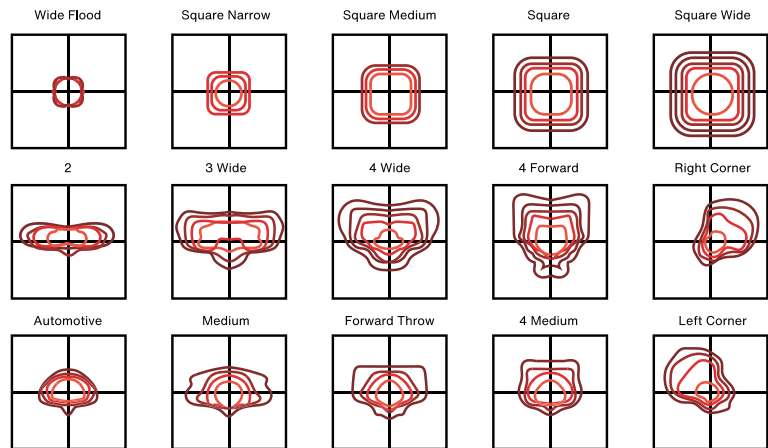 Wide Flood
Square Narrow
Square Medium
Square
Square Wide
2
3 Wide
4 Wide
4 Forward
Right Corner
Automotive
Medium
Forward Throw
4 Medium
Left Corner